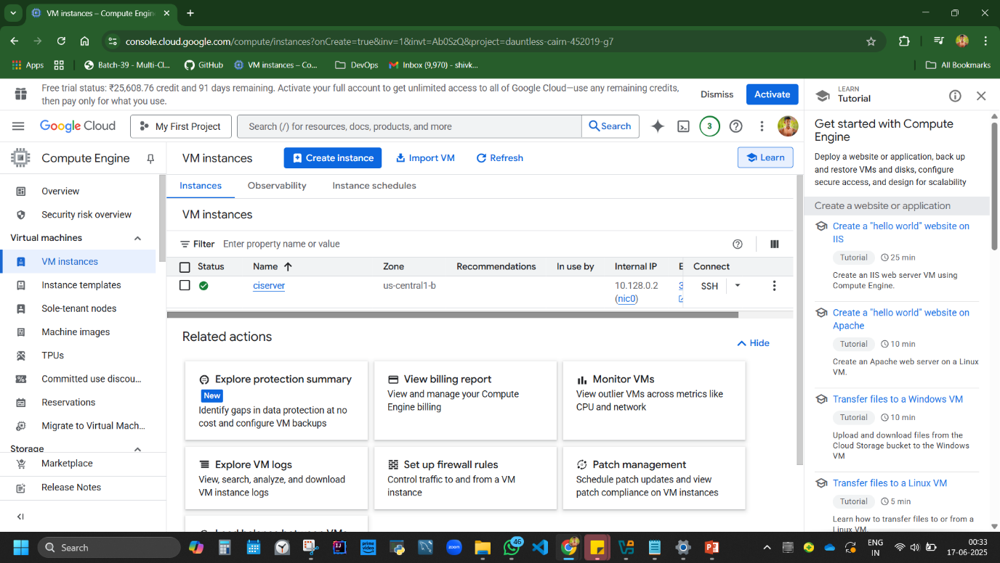 VM instances – Compute Engin
console.cloud.google.com/compute/instances?onCreate=true&inv=1&invt=Ab0SzQ&project=dauntless-cairn-452019-g7
Apps
Batch-39 - Multi-Cl...
GitHub
VM instances – Co...
DevOps
Inbox (9,970) - shivk...
All Bookmarks
Free trial status: ₹25,608.76 credit and 91 days remaining. Activate your full account to get unlimited access to all of Google Cloud—use any remaining credits,
then pay only for what you use.
Dismiss
Activate
Google Cloud
My First Project
Search (/) for resources, docs, products, and more
Search
3
Compute Engine
Overview
Security risk overview
Virtual machines
VM instances
Instance templates
Sole-tenant nodes
Machine images
TPUs
Committed use discou...
Reservations
Migrate to Virtual Mach...
Storage
Marketplace
Release Notes
VM instances
Create instance
Import VM
Refresh
Learn
Instances
Observability
Instance schedules
VM instances
Filter
Enter property name or value
Status
Name
Zone
Recommendations
In use by
Internal IP
E
Connect
ciserver
us-central1-b
10.128.0.2
(nic0)
3
SSH
Related actions
Hide
Explore protection summary
New
Identify gaps in data protection at no
cost and configure VM backups
View billing report
View and manage your Compute
Engine billing
Monitor VMs
View outlier VMs across metrics like
CPU and network
Explore VM logs
View, search, analyze, and download
VM instance logs
Set up firewall rules
Control traffic to and from a VM
instance
Patch management
Schedule patch updates and view
patch compliance on VM instances
Load balance between VMs
LEARN
Tutorial
Get started with Compute
Engine
Deploy a website or application, back up
and restore VMs and disks, configure
secure access, and design for scalability
Create a website or application
Create a "hello world" website on
IIS
Tutorial
25 min
Create an IIS web server VM using
Compute Engine.
Create a "hello world" website on
Apache
Tutorial
10 min
Create an Apache web server on a Linux
VM.
Transfer files to a Windows VM
Tutorial
10 min
Upload and download files from the
Cloud Storage bucket to the Windows
VM
Transfer files to a Linux VM
Tutorial
5 min
Learn how to transfer files to or from a
Linux VM.
Search
prime
zoom
46
ENG
IN
00:33
17-06-2025